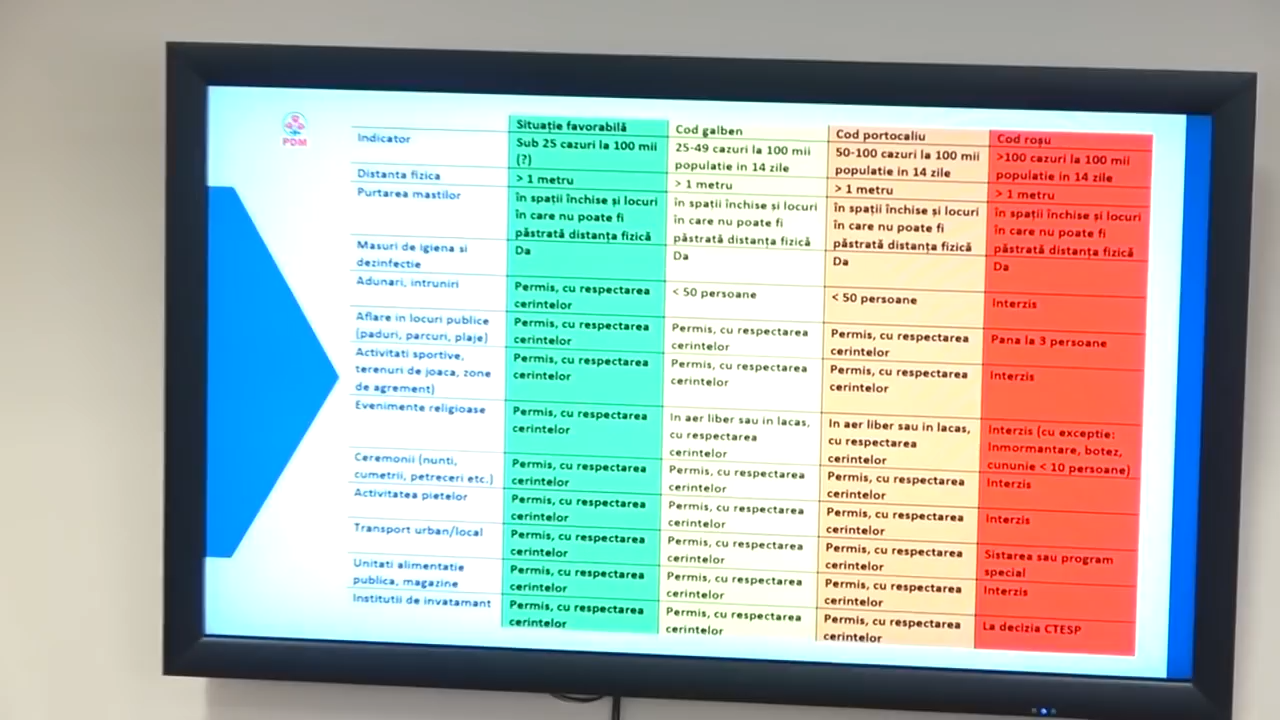 PDM
Indicator
Situație favorabilă
Sub 25 cazuri la 100 mii
(?)
Cod galben
25-49 cazuri la 100 mii
populatie in 14 zile
Cod portocaliu
50-100 cazuri la 100 mii
populatie in 14 zile
Cod roșu
>100 cazuri la 100 mii
populatie in 14 zile
Distanta fizica
> 1 metru
> 1 metru
> 1 metru
> 1 metru
Purtarea mastilor
în spații închise și locuri
în care nu poate fi
păstrată distanța fizică
în spații închise și locuri
în care nu poate fi
păstrată distanța fizică
în spații închise și locuri
în care nu poate fi
păstrată distanța fizică
în spații închise și locuri
în care nu poate fi
păstrată distanța fizică
Masuri de igiena si
dezinfectie
Da
Da
Da
Da
Adunari, intruniri
Permis, cu respectarea
cerintelor
< 50 persoane
< 50 persoane
Interzis
Aflare in locuri publice
(paduri, parcuri, plaje)
Permis, cu respectarea
cerintelor
Permis, cu respectarea
cerintelor
Permis, cu respectarea
cerintelor
Pana la 3 persoane
Activitati sportive,
terenuri de joaca, zone
de agrement)
Permis, cu respectarea
cerintelor
Permis, cu respectarea
cerintelor
Permis, cu respectarea
cerintelor
Interzis
Evenimente religioase
Permis, cu respectarea
cerintelor
In aer liber sau in lacas,
cu respectarea
cerintelor
In aer liber sau in lacas,
cu respectarea
cerintelor
Interzis (cu exceptie:
Inmormantare, botez,
cununie < 10 persoane)
Ceremonii (nunti,
cumetrii, petreceri etc.)
Permis, cu respectarea
cerintelor
Permis, cu respectarea
cerintelor
Permis, cu respectarea
cerintelor
Interzis
Activitatea pietelor
Permis, cu respectarea
cerintelor
Permis, cu respectarea
cerintelor
Permis, cu respectarea
cerintelor
Interzis
Transport urban/local
Permis, cu respectarea
cerintelor
Permis, cu respectarea
cerintelor
Permis, cu respectarea
cerintelor
Sistarea sau program
special
Unitati alimentatie
publica, magazine
Permis, cu respectarea
cerintelor
Permis, cu respectarea
cerintelor
Permis, cu respectarea
cerintelor
Interzis
Institutii de invatamant
Permis, cu respectarea
cerintelor
Permis, cu respectarea
cerintelor
Permis, cu respectarea
cerintelor
La decizia CTESP